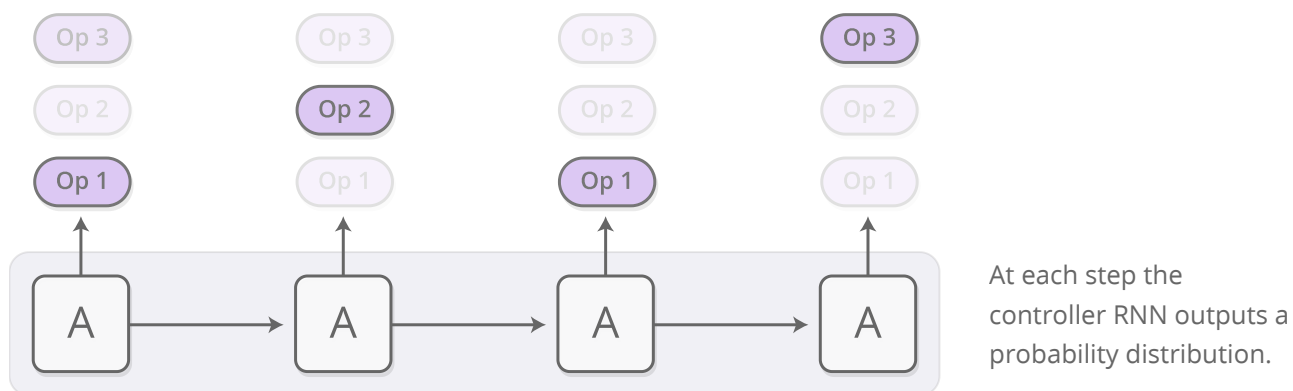 Op 3 Op 3 Op 3 Op 3
Op 2 Op 2 Op 2 Op 2
Op 1 Op 1 Op 1 Op 1
A A A A
At each step the
controller RNN outputs a
probability distribution.